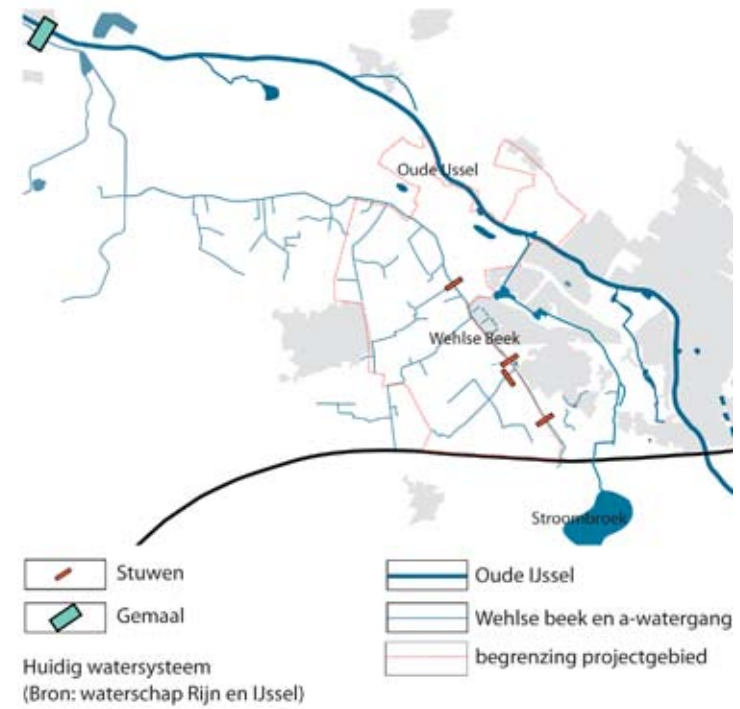 Oude IJssel
Wehlse Beek
Stroombroek
Stuwen
Gemaal
Oude IJssel
Wehlse beek en a-watergang
begrenzing projectgebied
Huidig watersysteem
(Bron: waterschap Rijn en IJssel)